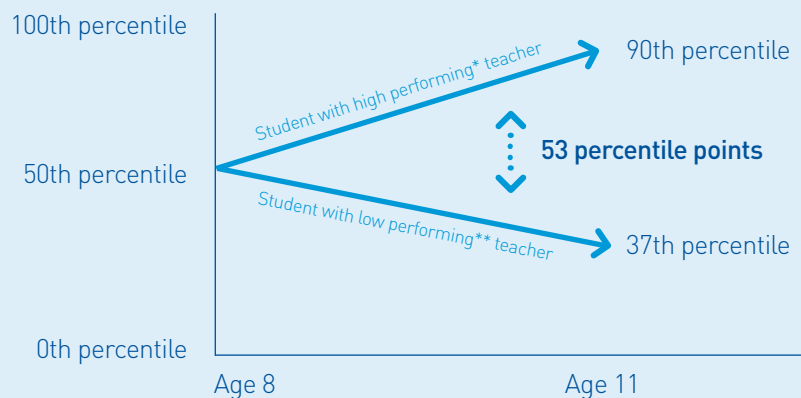 100th percentile
90th percentile
Student with high performing* teacher
53 percentile points
50th percentile
Student with low performing** teacher
37th percentile
0th percentile
Age 8
Age 11